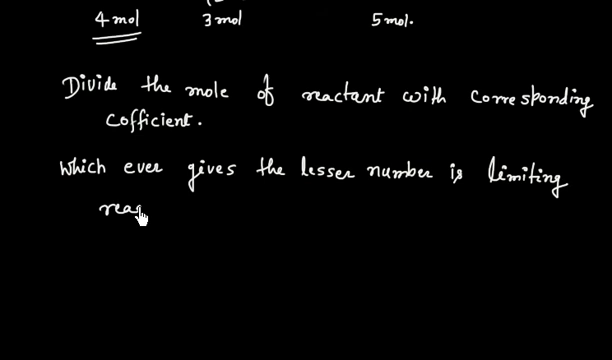 4 mol 3 mol 5 mol.
Divide the mole of reactant with corresponding
cofficient.
Which ever gives the lesser number is limiting
rea